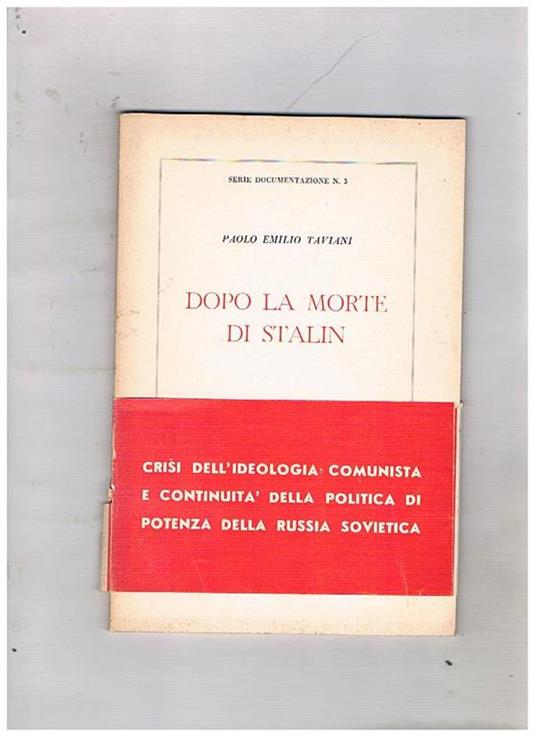 SERIE DOCUMENTAZIONE N. 5
PAOLO EMILIO TAVIANI
DOPO LA MORTE
DI STALIN
CRISI DELL'IDEOLOGIA COMUNISTA
E CONTINUITA' DELLA POLITICA DI
POTENZA DELLA RUSSIA SOVIETICA